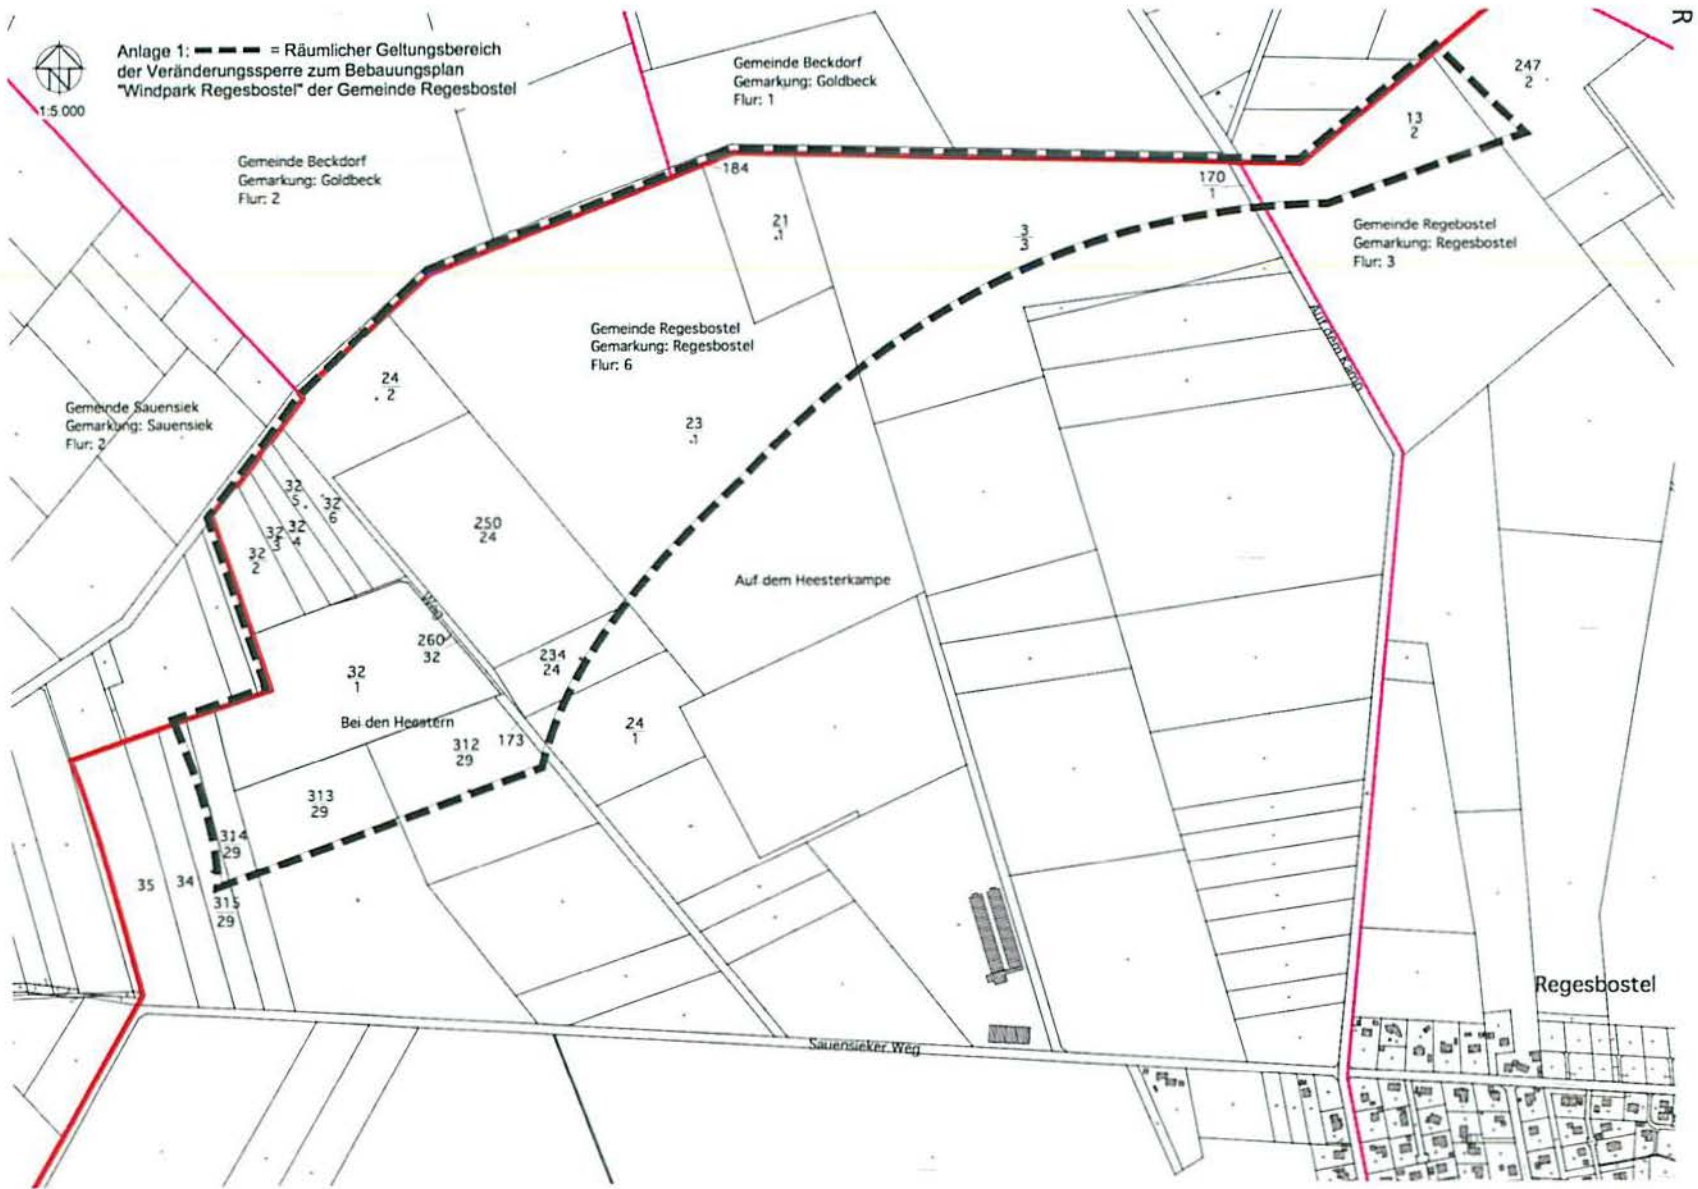 R
Anlage 1: = Räumlicher Geltungsbereich
der Veränderungssperre zum Bebauungsplan
"Windpark Regesbostel" der Gemeinde Regesbostel
N
1:5.000
Gemeinde Beckdorf
Gemarkung: Goldbeck
Flur: 1
247
2
13
2
Gemeinde Beckdorf
Gemarkung: Goldbeck
Flur: 2
184
170
1
21
1
3
3
Gemeinde Regebostel
Gemarkung: Regesbostel
Flur: 3
Auf dem Kamp
Gemeinde Regesbostel
Gemarkung: Regesbostel
Flur: 6
24
2
Gemeinde Sauensiek
Gemarkung: Sauensiek
Flur: 2
23
1
32
5
32
6
32
4
32
3
32
2
250
24
Auf dem Heesterkampe
Weg
260
32
234
24
32
1
Bei den Heestern
312
29
173
24
1
313
29
314
29
35
34
315
29
Regesbostel
Sauensieker Weg